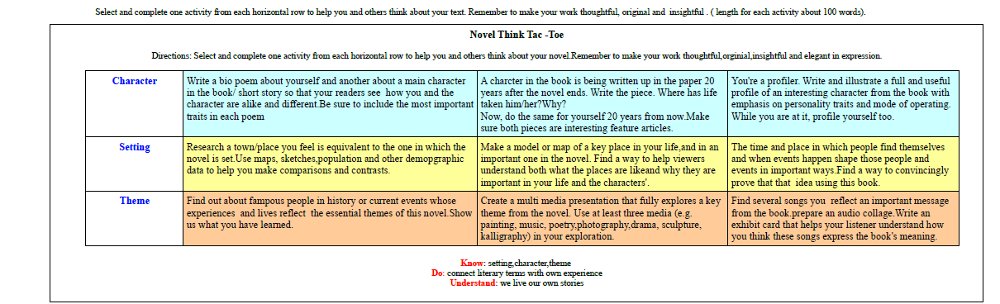 Select and complete one activity from each horizontal row to help you and others think about your text. Remember to make your work thoughtful, original and insightful . ( length for each activity about 100 words).
Novel Think Tac -Toe
Directions: Select and complete one activity from each horizontal row to help you and others think about your novel.Remember to make your work thoughtful,orginial,insightful and elegant in expression.
Character
Write a bio poem about yourself and another about a main character
in the book/ short story so that your readers see how you and the
character are alike and different.Be sure to include the most important
traits in each poem
A charcter in the book is being written up in the paper 20
years after the novel ends. Write the piece. Where has life
taken him/her?Why?
Now, do the same for yourself 20 years from now.Make
sure both pieces are interesting feature articles.
You're a profiler. Write and illustrate a full and useful
profile of an interesting character from the book with
emphasis on personality traits and mode of operating.
While you are at it, profile yourself too.
Setting
Research a town/place you feel is equivalent to the one in which the
novel is set.Use maps, sketches,population and other demopgraphic
data to help you make comparisons and contrasts.
Make a model or map of a key place in your life,and in an
important one in the novel. Find a way to help viewers
understand both what the places are likeand why they are
important in your life and the characters'.
The time and place in which people find themselves
and when events happen shape those people and
events in important ways.Find a way to convincingly
prove that that idea using this book.
Theme
Find out about fampous people in history or current events whose
experiences and lives reflect the essential themes of this novel.Show
us what you have learned.
Create a multi media presentation that fully explores a key
theme from the novel. Use at least three media (e.g.
painting, music, poetry,photography,drama, sculpture,
kalligraphy) in your exploration.
Find several songs you reflect an important message
from the book.prepare an audio collage.Write an
exhibit card that helps your listener understand how
you think these songs express the book's meaning.
Know: setting,character,theme
Do: connect literary terms with own experience
Understand: we live our own stories